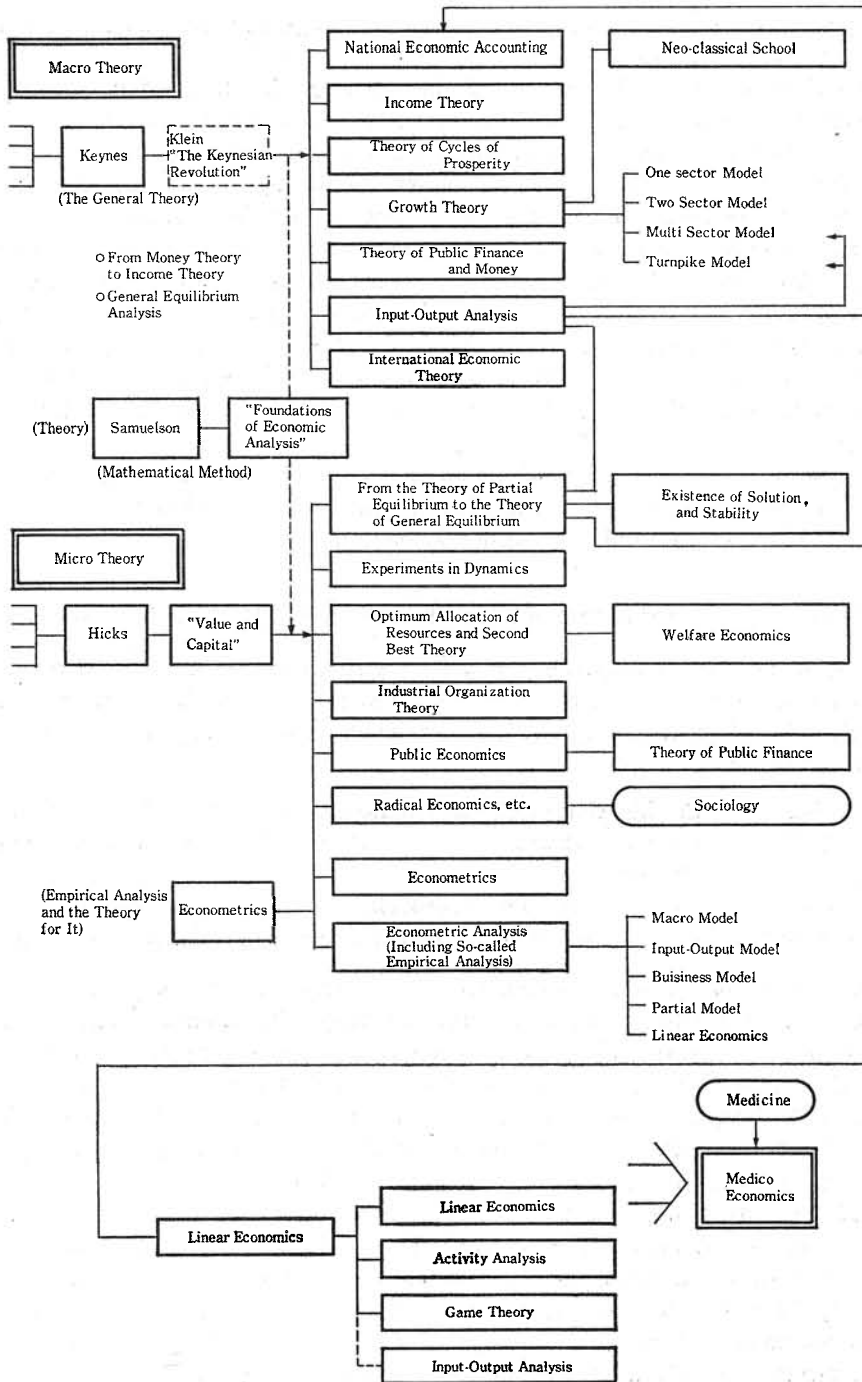 National Economic Accounting
Neo-classical School
Macro Theory
Income Theory
Keynes
Klein
"The Keynesian
Revolution"
(The General Theory)
Theory of Cycles of
Prosperity
Growth Theory
One sector Model
Two Sector Model
Multi Sector Model
Turnpike Model
○ From Money Theory
to Income Theory
○ General Equilibrium
Analysis
Theory of Public Finance
and Money
Input-Output Analysis
International Economic
Theory
(Theory)
Samuelson
"Foundations
of Economic
Analysis"
(Mathematical Method)
From the Theory of Partial
Equilibrium to the Theory
of General Equilibrium
Existence of Solution,
and Stability
Micro Theory
Experiments in Dynamics
Hicks
"Value and
Capital"
Optimum Allocation of
Resources and Second
Best Theory
Welfare Economics
Industrial Organization
Theory
Public Economics
Theory of Public Finance
Radical Economics, etc.
Sociology
(Empirical Analysis
and the Theory
for It)
Econometrics
Econometrics
Econometric Analysis
(Including So-called
Empirical Analysis)
Macro Model
Input-Output Model
Buisiness Model
Partial Model
Linear Economics
Medicine
Medico
Economics
Linear Economics
Linear Economics
Activity Analysis
Game Theory
Input-Output Analysis